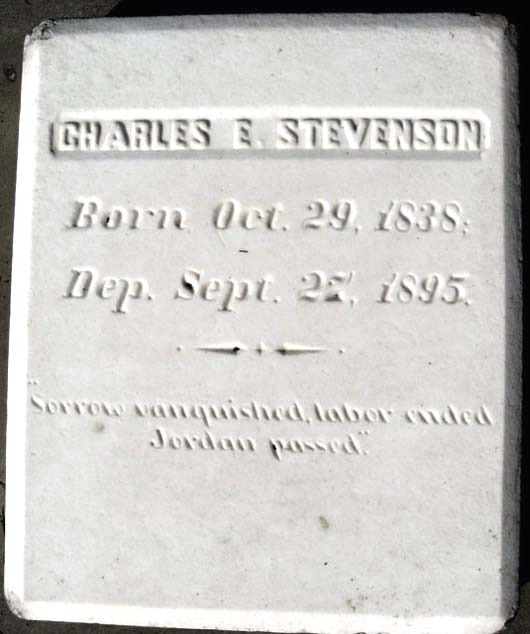 CHARLES E. STEVENSON
Born Oct. 29, 1838;
Dep. Sept. 27, 1895.
"Sorrow vanquished, labor ended
Jordan passed".